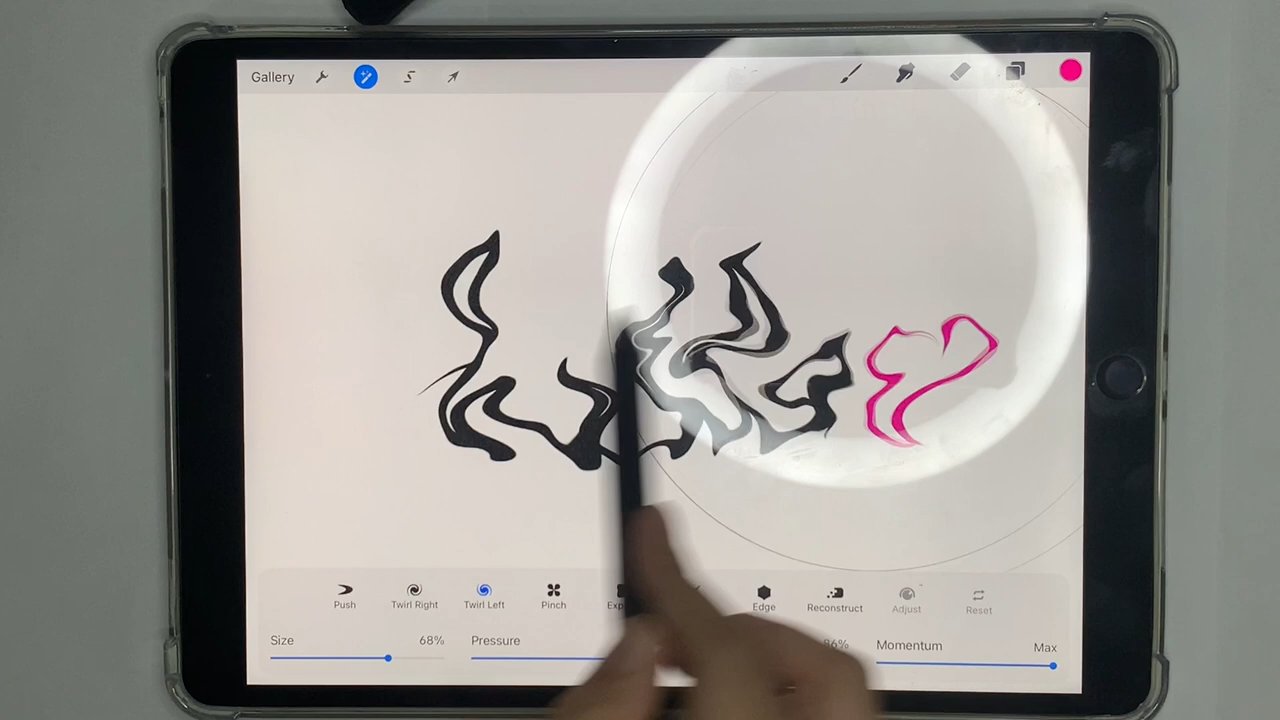 Gallery
Push Twirl Right Twirl Left Pinch Edge Reconstruct Adjust Reset
Size 68% Pressure Momentum Max